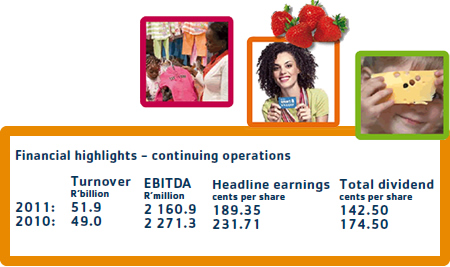 Financial highlights – continuing operations
Turnover EBITDA Headline earnings Total dividend
R'billion R'million cents per share cents per share
2011: 51.9 2 160.9 189.35 142.50
2010: 49.0 2 271.3 231.71 174.50